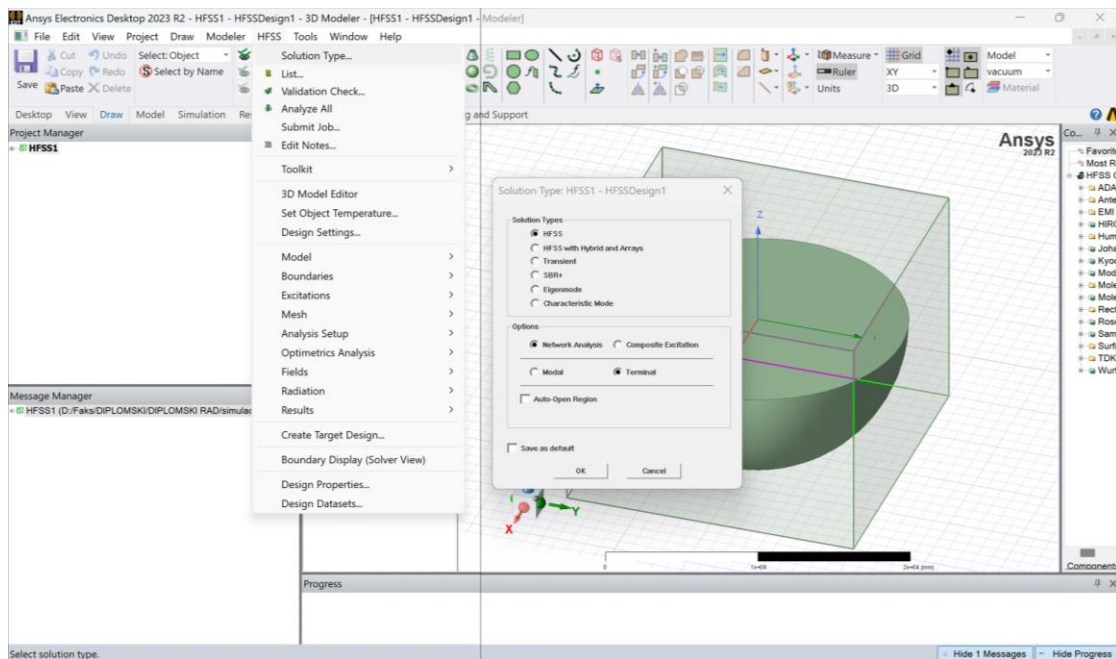 Ansys Electronics Desktop 2023 R2 - HFSS1 - HFSSDesign1 - 3D Modeler - [HFSS1 - HFSSDesign1 - Modeler]
File Edit View Project Draw Modeler HFSS Tools Window Help
Save
Cut Undo
Copy Redo
Paste Delete
Select: Object
Select by Name
Measure
Ruler
Units
Grid
XY
3D
Model
vacuum
Material
Desktop View Draw Model Simulation Re
g and Support
Project Manager
HFSS1
Solution Type...
List...
Validation Check...
Analyze All
Submit Job...
Edit Notes...
Toolkit
3D Model Editor
Set Object Temperature...
Design Settings...
Model
Boundaries
Excitations
Mesh
Analysis Setup
Optimetrics Analysis
Fields
Radiation
Results
Create Target Design...
Boundary Display (Solver View)
Design Properties...
Design Datasets...
Solution Type: HFSS1 - HFSSDesign1
Solution Types
HFSS
HFSS with Hybrid and Arrays
Transient
SBR+
Eigenmode
Characteristic Mode
Options
Network Analysis Composite Excitation
Modal Terminal
Auto-Open Region
Save as default
OK Cancel
Ansys
2023 R2
Z
Y
X
Y
0 1e+04 2e+04 (mm)
Co...
Favorit
Most R
HFSS C
ADA
Ante
EMI
HIRO
Hum
Joha
Kyoc
Mod
Mole
Mole
Rect
Rose
Sam
Surfa
TDK
Wurt
Components
Message Manager
HFSS1 (D:/Faks/DIPLOMSKI/DIPLOMSKI RAD/simulac
Progress
Select solution type.
Hide 1 Messages Hide Progress